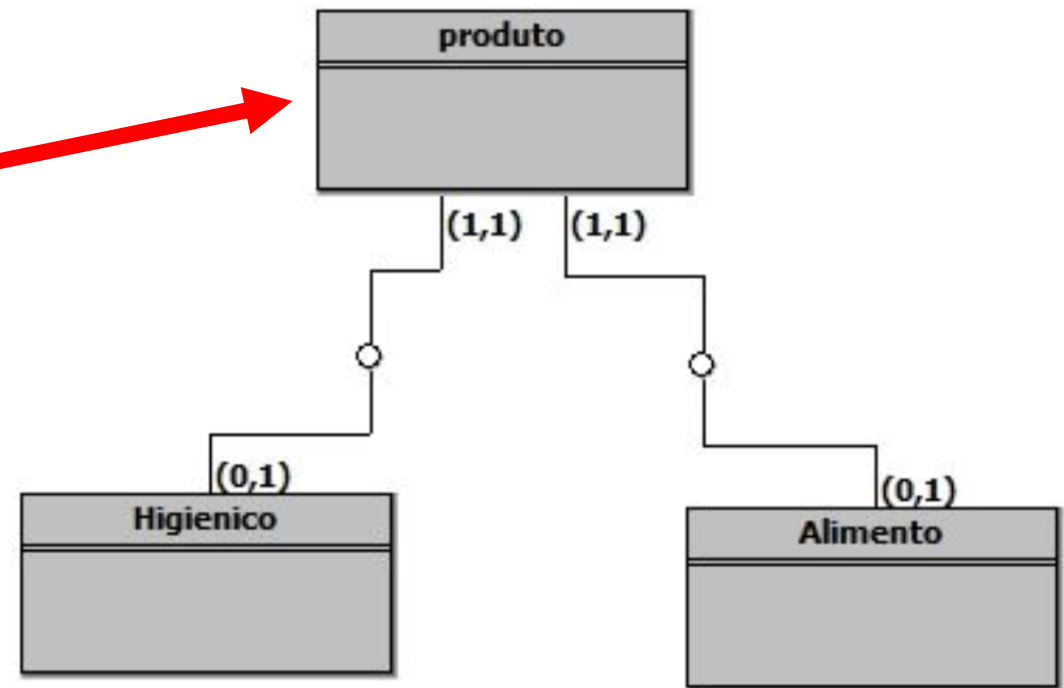 produto
(1,1) (1,1)
(0,1)
Higienico
(0,1)
Alimento